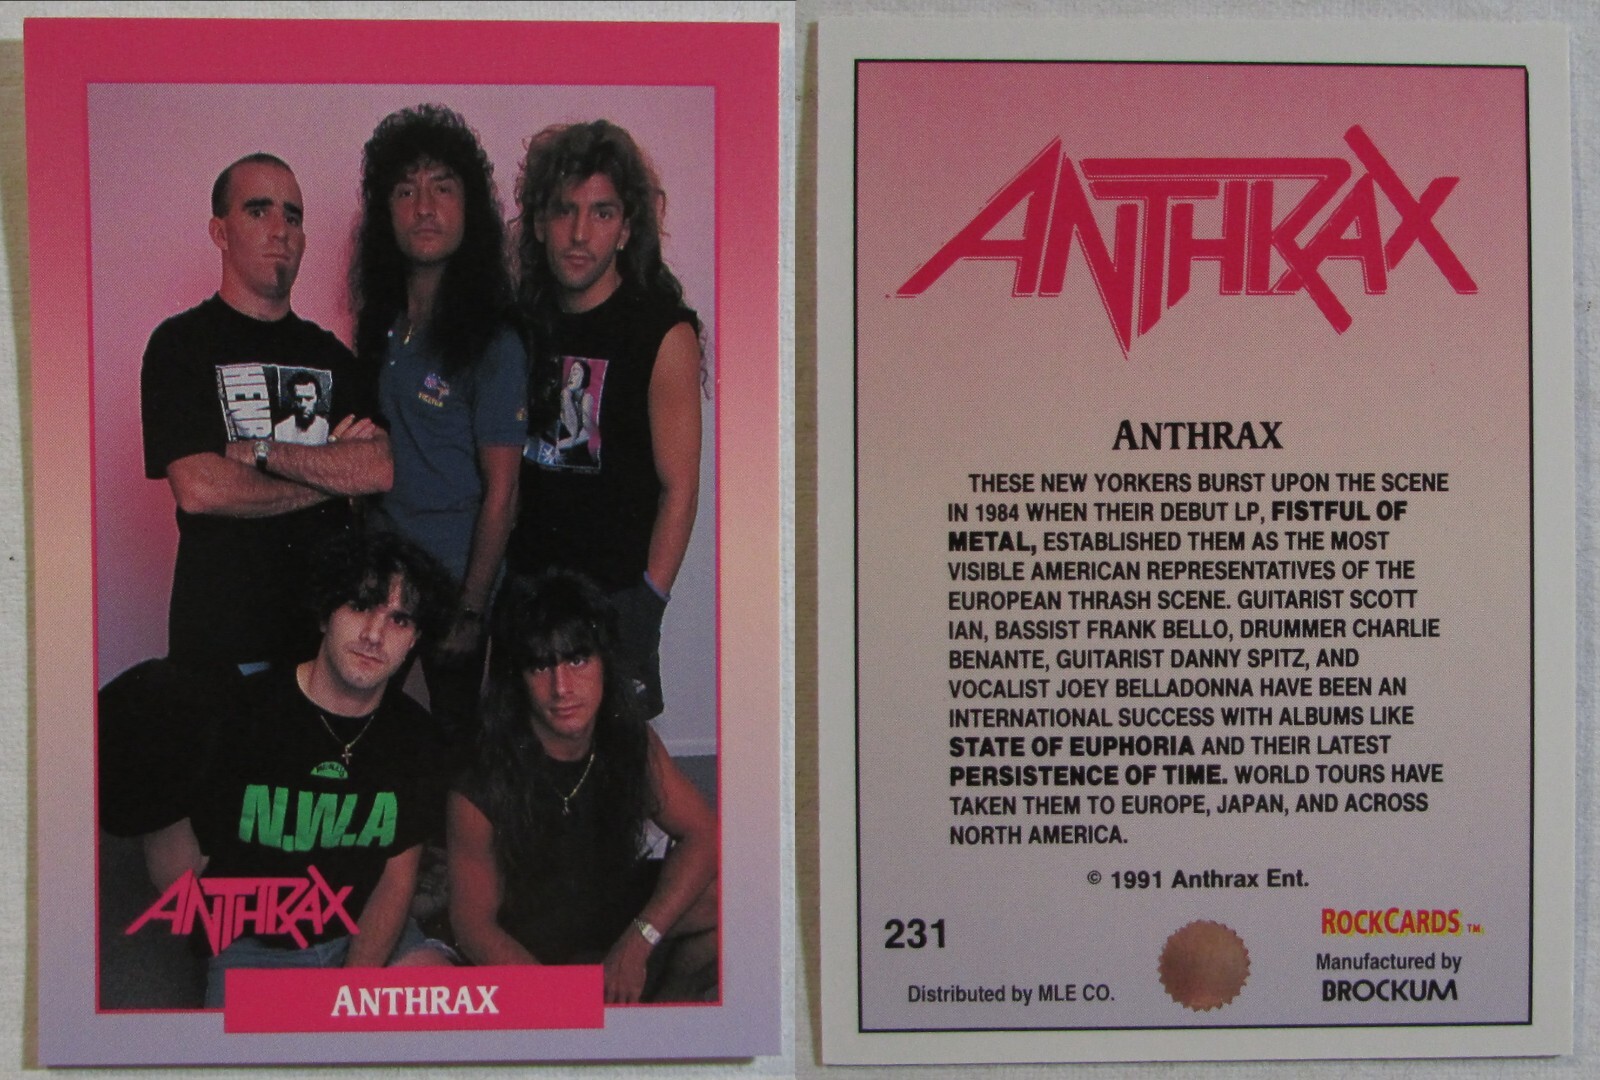 HENR
N.W.A
ANTHRAX
ANTHRAX
ANTHRAX
ANTHRAX
THESE NEW YORKERS BURST UPON THE SCENE
IN 1984 WHEN THEIR DEBUT LP, FISTFUL OF
METAL, ESTABLISHED THEM AS THE MOST
VISIBLE AMERICAN REPRESENTATIVES OF THE
EUROPEAN THRASH SCENE. GUITARIST SCOTT
IAN, BASSIST FRANK BELLO, DRUMMER CHARLIE
BENANTE, GUITARIST DANNY SPITZ, AND
VOCALIST JOEY BELLADONNA HAVE BEEN AN
INTERNATIONAL SUCCESS WITH ALBUMS LIKE
STATE OF EUPHORIA AND THEIR LATEST
PERSISTENCE OF TIME. WORLD TOURS HAVE
TAKEN THEM TO EUROPE, JAPAN, AND ACROSS
NORTH AMERICA.
© 1991 Anthrax Ent.
231
ROCKCARDS TM
Manufactured by
BROCKUM
Distributed by MLE CO.